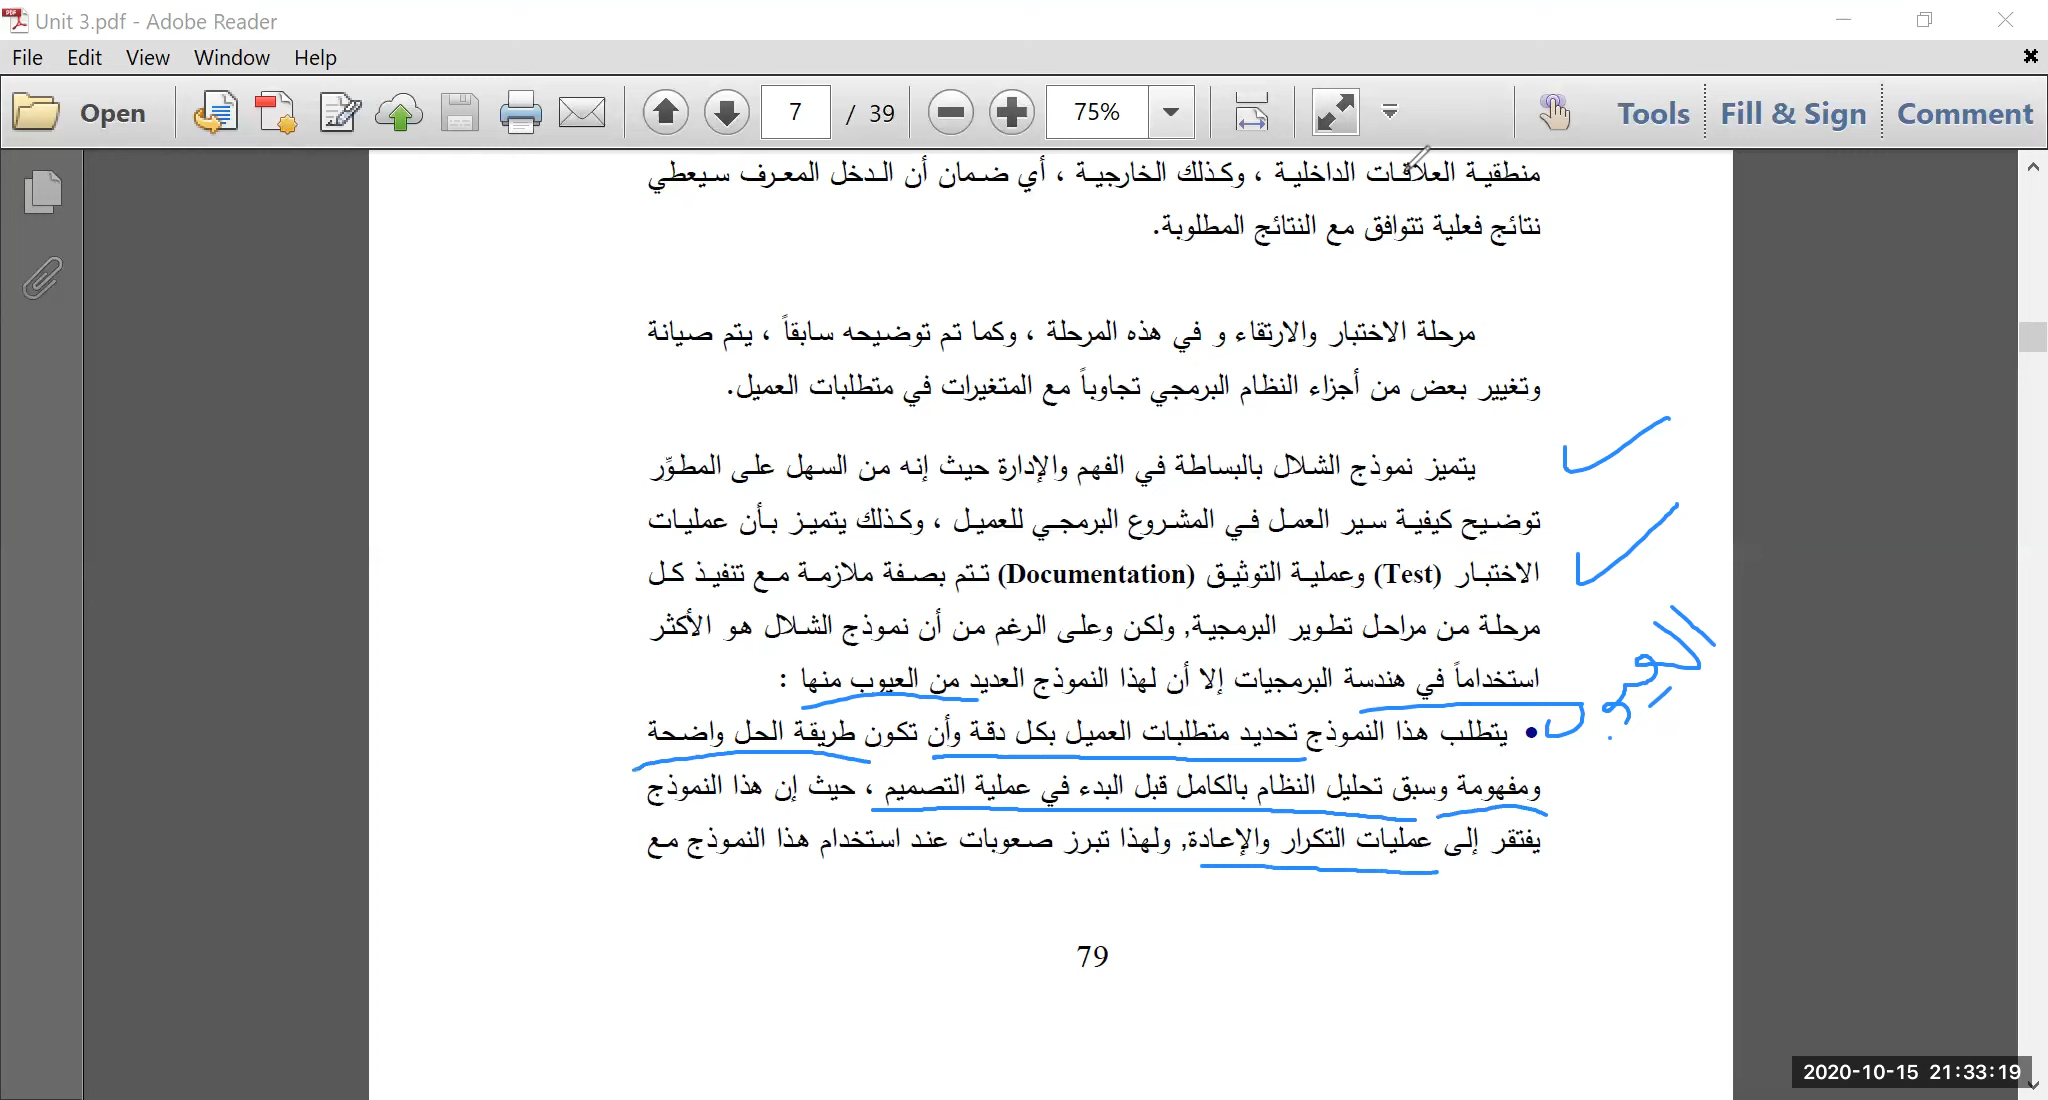 Unit 3.pdf - Adobe Reader
File Edit View Window Help
Open 7 / 39 75% Tools Fill & Sign Comment
منطقية العلاقات الداخلية ، وكذلك الخارجية ، أي ضمان أن الدخل المعرف سيعطي
نتائج فعلية تتوافق مع النتائج المطلوبة.
مرحلة الاختبار والارتقاء و في هذه المرحلة ، وكما تم توضيحه سابقاً ، يتم صيانة
وتغيير بعض من أجزاء النظام البرمجي تجاوباً مع المتغيرات في متطلبات العميل.
يتميز نموذج الشلال بالبساطة في الفهم والإدارة حيث إنه من السهل على المطوِّر
توضيح كيفية سير العمل في المشروع البرمجي للعميل ، وكذلك يتميز بأن عمليات
الاختبار (Test) وعملية التوثيق (Documentation) تتم بصفة ملازمة مع تنفيذ كل
مرحلة من مراحل تطوير البرمجية, ولكن وعلى الرغم من أن نموذج الشلال هو الأكثر
استخداماً في هندسة البرمجيات إلا أن لهذا النموذج العديد من العيوب منها :
• يتطلب هذا النموذج تحديد متطلبات العميل بكل دقة وأن تكون طريقة الحل واضحة
ومفهومة وسبق تحليل النظام بالكامل قبل البدء في عملية التصميم ، حيث إن هذا النموذج
يفتقر إلى عمليات التكرار والإعادة, ولهذا تبرز صعوبات عند استخدام هذا النموذج مع
79
2020-10-15 21:33:19